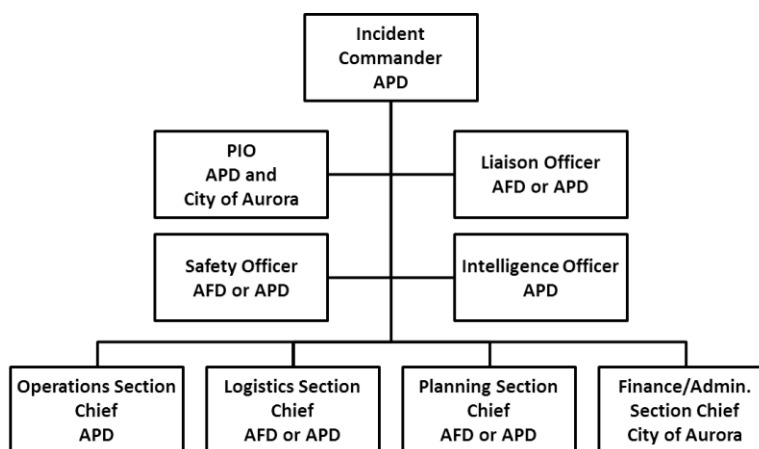 Incident
Commander
APD
PIO
APD and
City of Aurora
Liaison Officer
AFD or APD
Safety Officer
AFD or APD
Intelligence Officer
APD
Operations Section
Chief
APD
Logistics Section
Chief
AFD or APD
Planning Section
Chief
AFD or APD
Finance/Admin.
Section Chief
City of Aurora